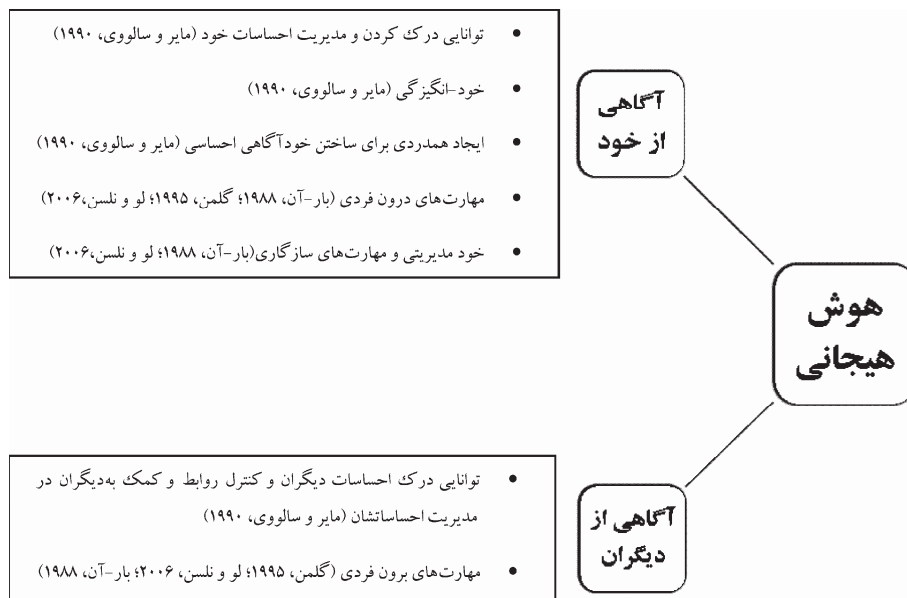 هوش
هیجانی
آگاهی
از خود
• توانایی درک کردن و مدیریت احساسات خود (مایر و سالووی، ۱۹۹۰)
• خود-انگیزگی (مایر و سالووی، ۱۹۹۰)
• ایجاد همدردی برای ساختن خودآگاهی احساسی (مایر و سالووی، ۱۹۹۰)
• مهارت‌های درون فردی (بار-آن، ۱۹۸۸؛ گلمن، ۱۹۹۵؛ لو و نلسن،۲۰۰۶)
• خود مدیریتی و مهارت‌های سازگاری(بار-آن، ۱۹۸۸؛ لو و نلسن،۲۰۰۶)
آگاهی از
دیگران
• توانایی درک احساسات دیگران و کنترل روابط و کمک به‌دیگران در
مدیریت احساساتشان (مایر و سالووی، ۱۹۹۰)
• مهارت‌های برون فردی (گلمن، ۱۹۹۵؛ لو و نلسن، ۲۰۰۶؛ بار-آن، ۱۹۸۸)